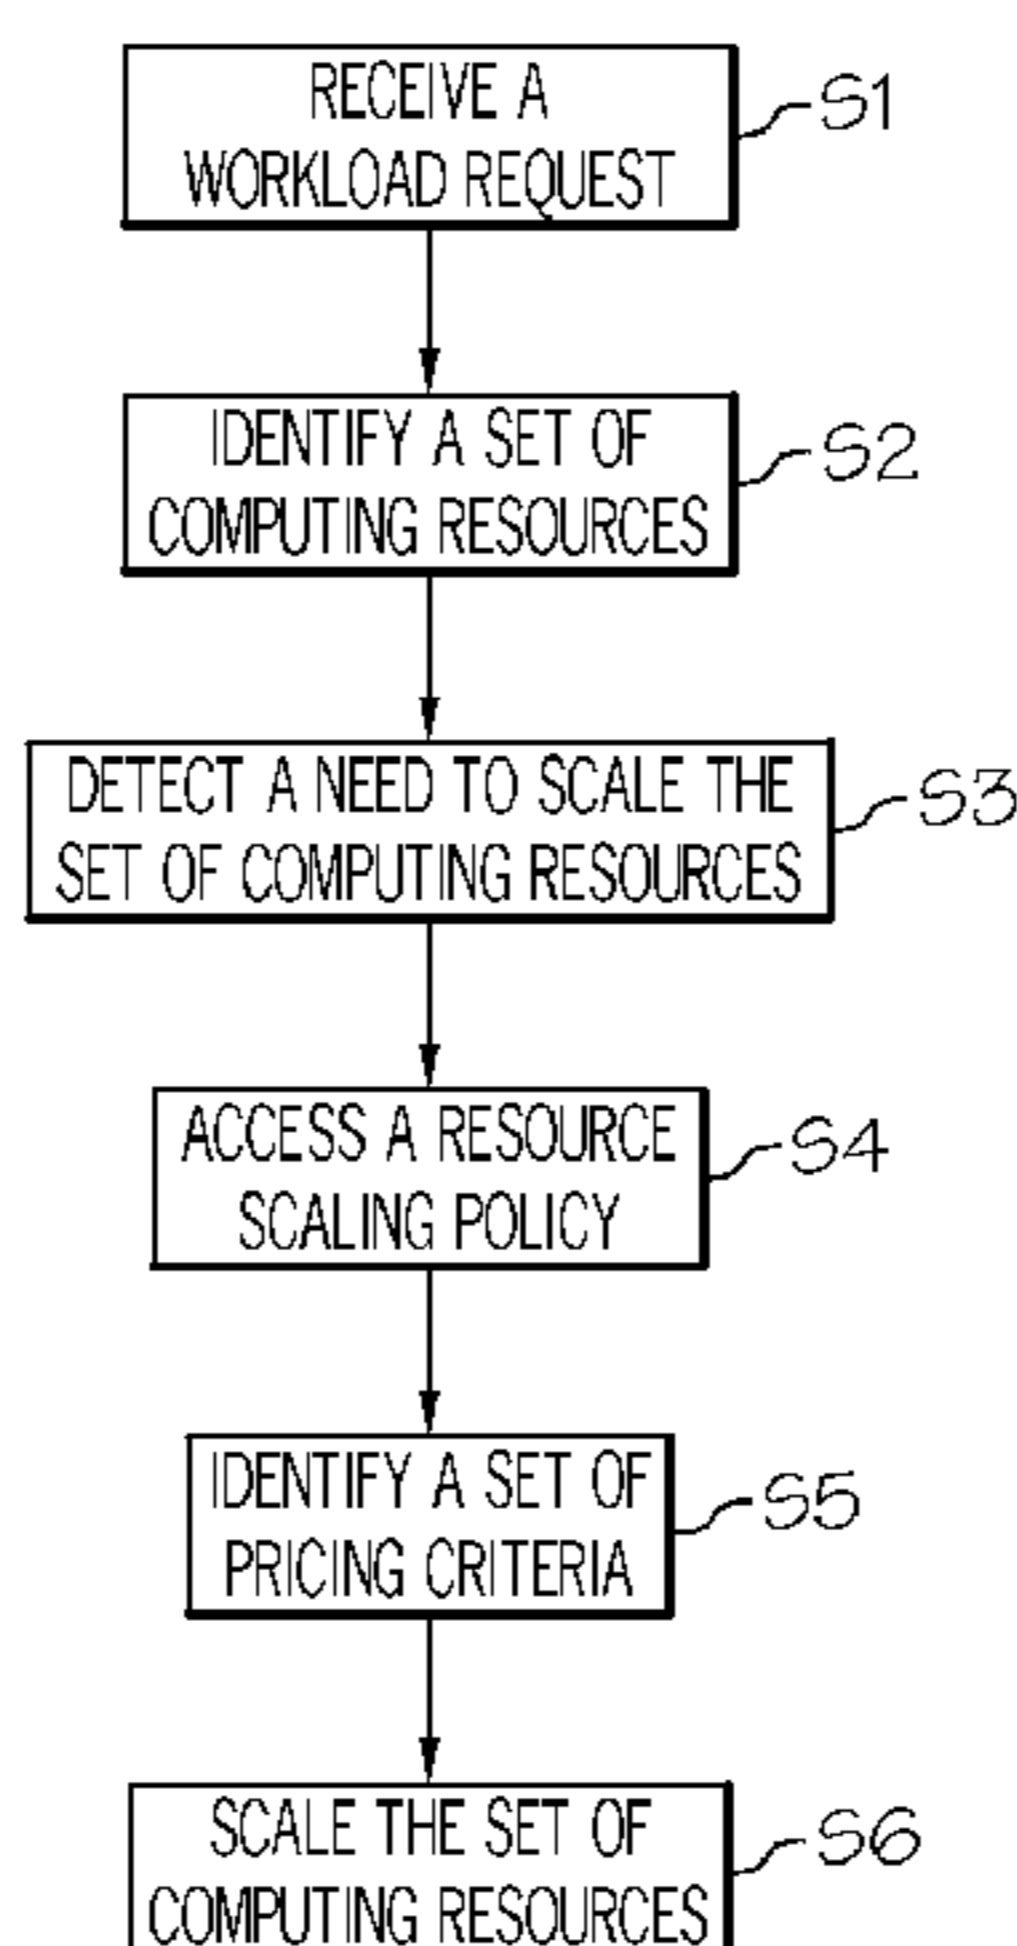 RECEIVE A
WORKLOAD REQUEST
S1
IDENTIFY A SET OF
COMPUTING RESOURCES
S2
DETECT A NEED TO SCALE THE
SET OF COMPUTING RESOURCES
S3
ACCESS A RESOURCE
SCALING POLICY
S4
IDENTIFY A SET OF
PRICING CRITERIA
S5
SCALE THE SET OF
COMPUTING RESOURCES
S6